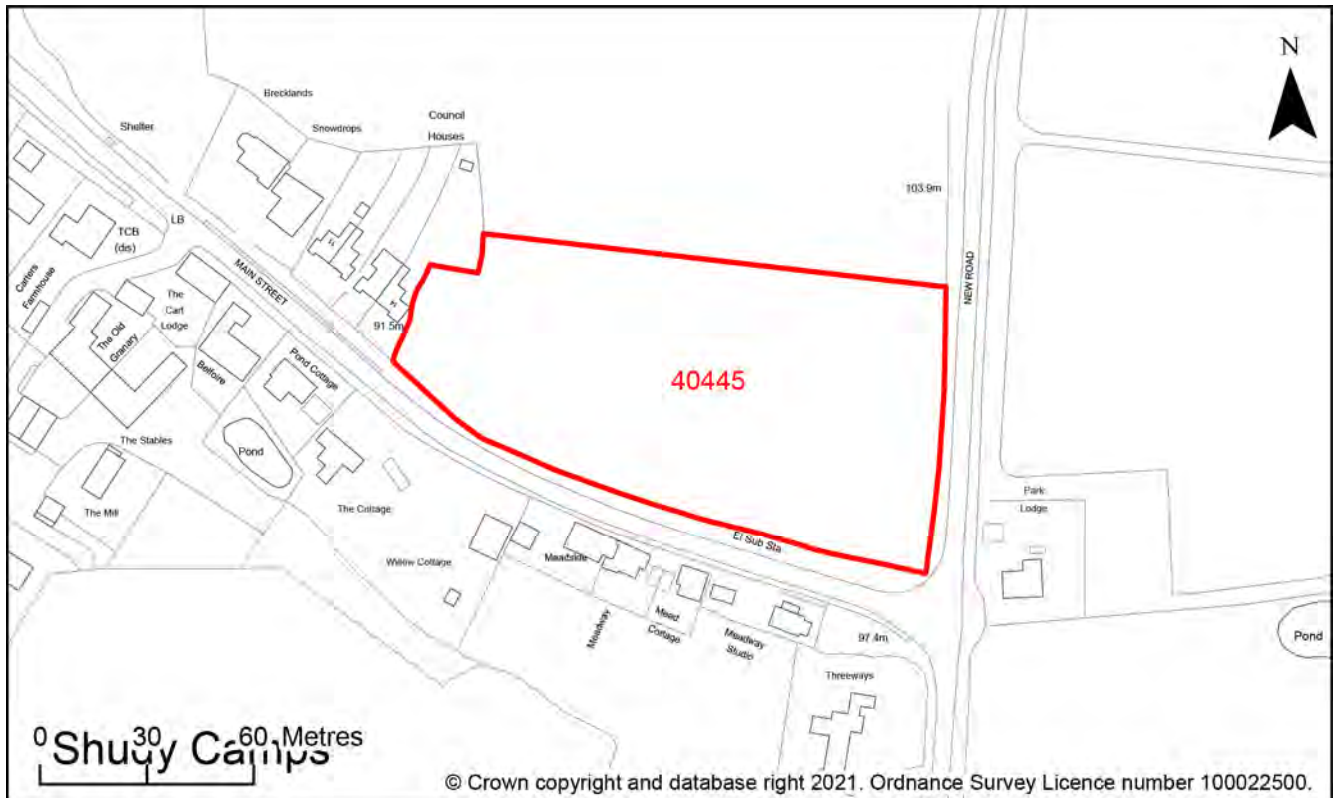 N
Brecklands
Council
Houses
Shelter
Snowdrops
103.9m
LB
TCB
(dis)
11
Carters
Farmhouse
MAIN STREET
NEW ROAD
The
Cart
Lodge
91.5m
The Old
Granary
Belfoire
Pond Cottage
40445
The Stables
Pond
Park
Lodge
The Mill
The Cottage
El Sub Sta
Willow Cottage
Meadside
Meadway
Mead
Cottage
Meadway
Studio
97.4m
Pond
Threeways
0 30 60 Metres
Shudy Camps
© Crown copyright and database right 2021. Ordnance Survey Licence number 100022500.